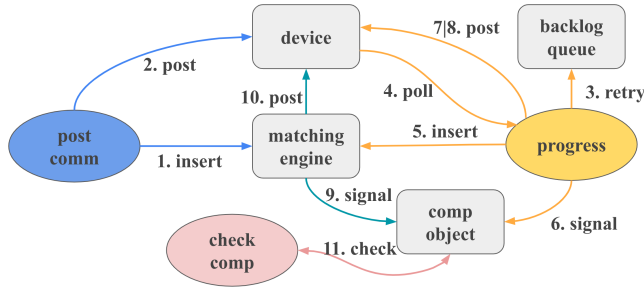 7|8. post
backlog
queue
device
2. post
4. poll
3. retry
10. post
post
comm
matching
engine
5. insert
progress
1. insert
9. signal
comp
object
6. signal
check
comp
11. check